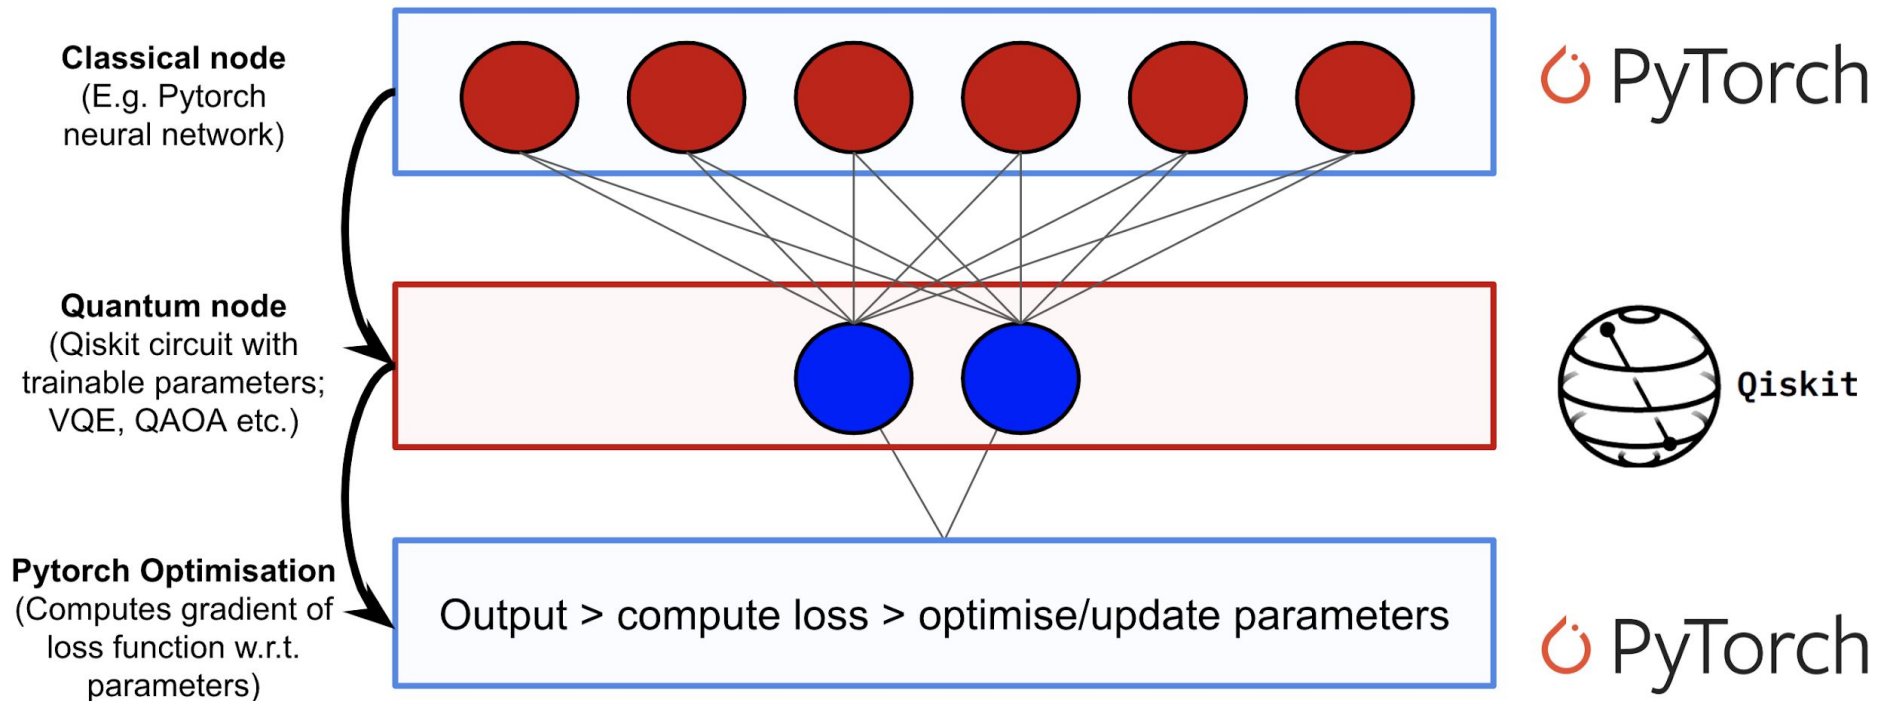 Classical node
(E.g. Pytorch
neural network)
PyTorch
Quantum node
(Qiskit circuit with
trainable parameters;
VQE, QAOA etc.)
Qiskit
Pytorch Optimisation
(Computes gradient of
loss function w.r.t.
parameters)
Output > compute loss > optimise/update parameters
PyTorch